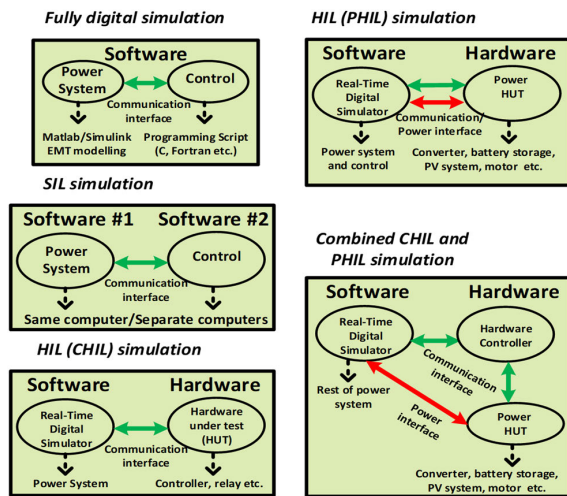 Fully digital simulation
Software
Power
System
Control
Communication
interface
Matlab/Simulink
EMT modelling
Programming Script
(C, Fortran etc.)
SIL simulation
Software #1
Software #2
Power
System
Control
Communication
interface
Same computer/Separate computers
HIL (CHIL) simulation
Software
Hardware
Real-Time
Digital
Simulator
Hardware
under test
(HUT)
Communication
interface
Power System
Controller, relay etc.
HIL (PHIL) simulation
Software
Hardware
Real-Time
Digital
Simulator
Power
HUT
Communication/
Power interface
Power system
and control
Converter, battery storage,
PV system, motor etc.
Combined CHIL and
PHIL simulation
Software
Hardware
Real-Time
Digital
Simulator
Hardware
Controller
Communication
interface
Rest of power
system
Power
interface
Power
HUT
Converter, battery storage,
PV system, motor etc.